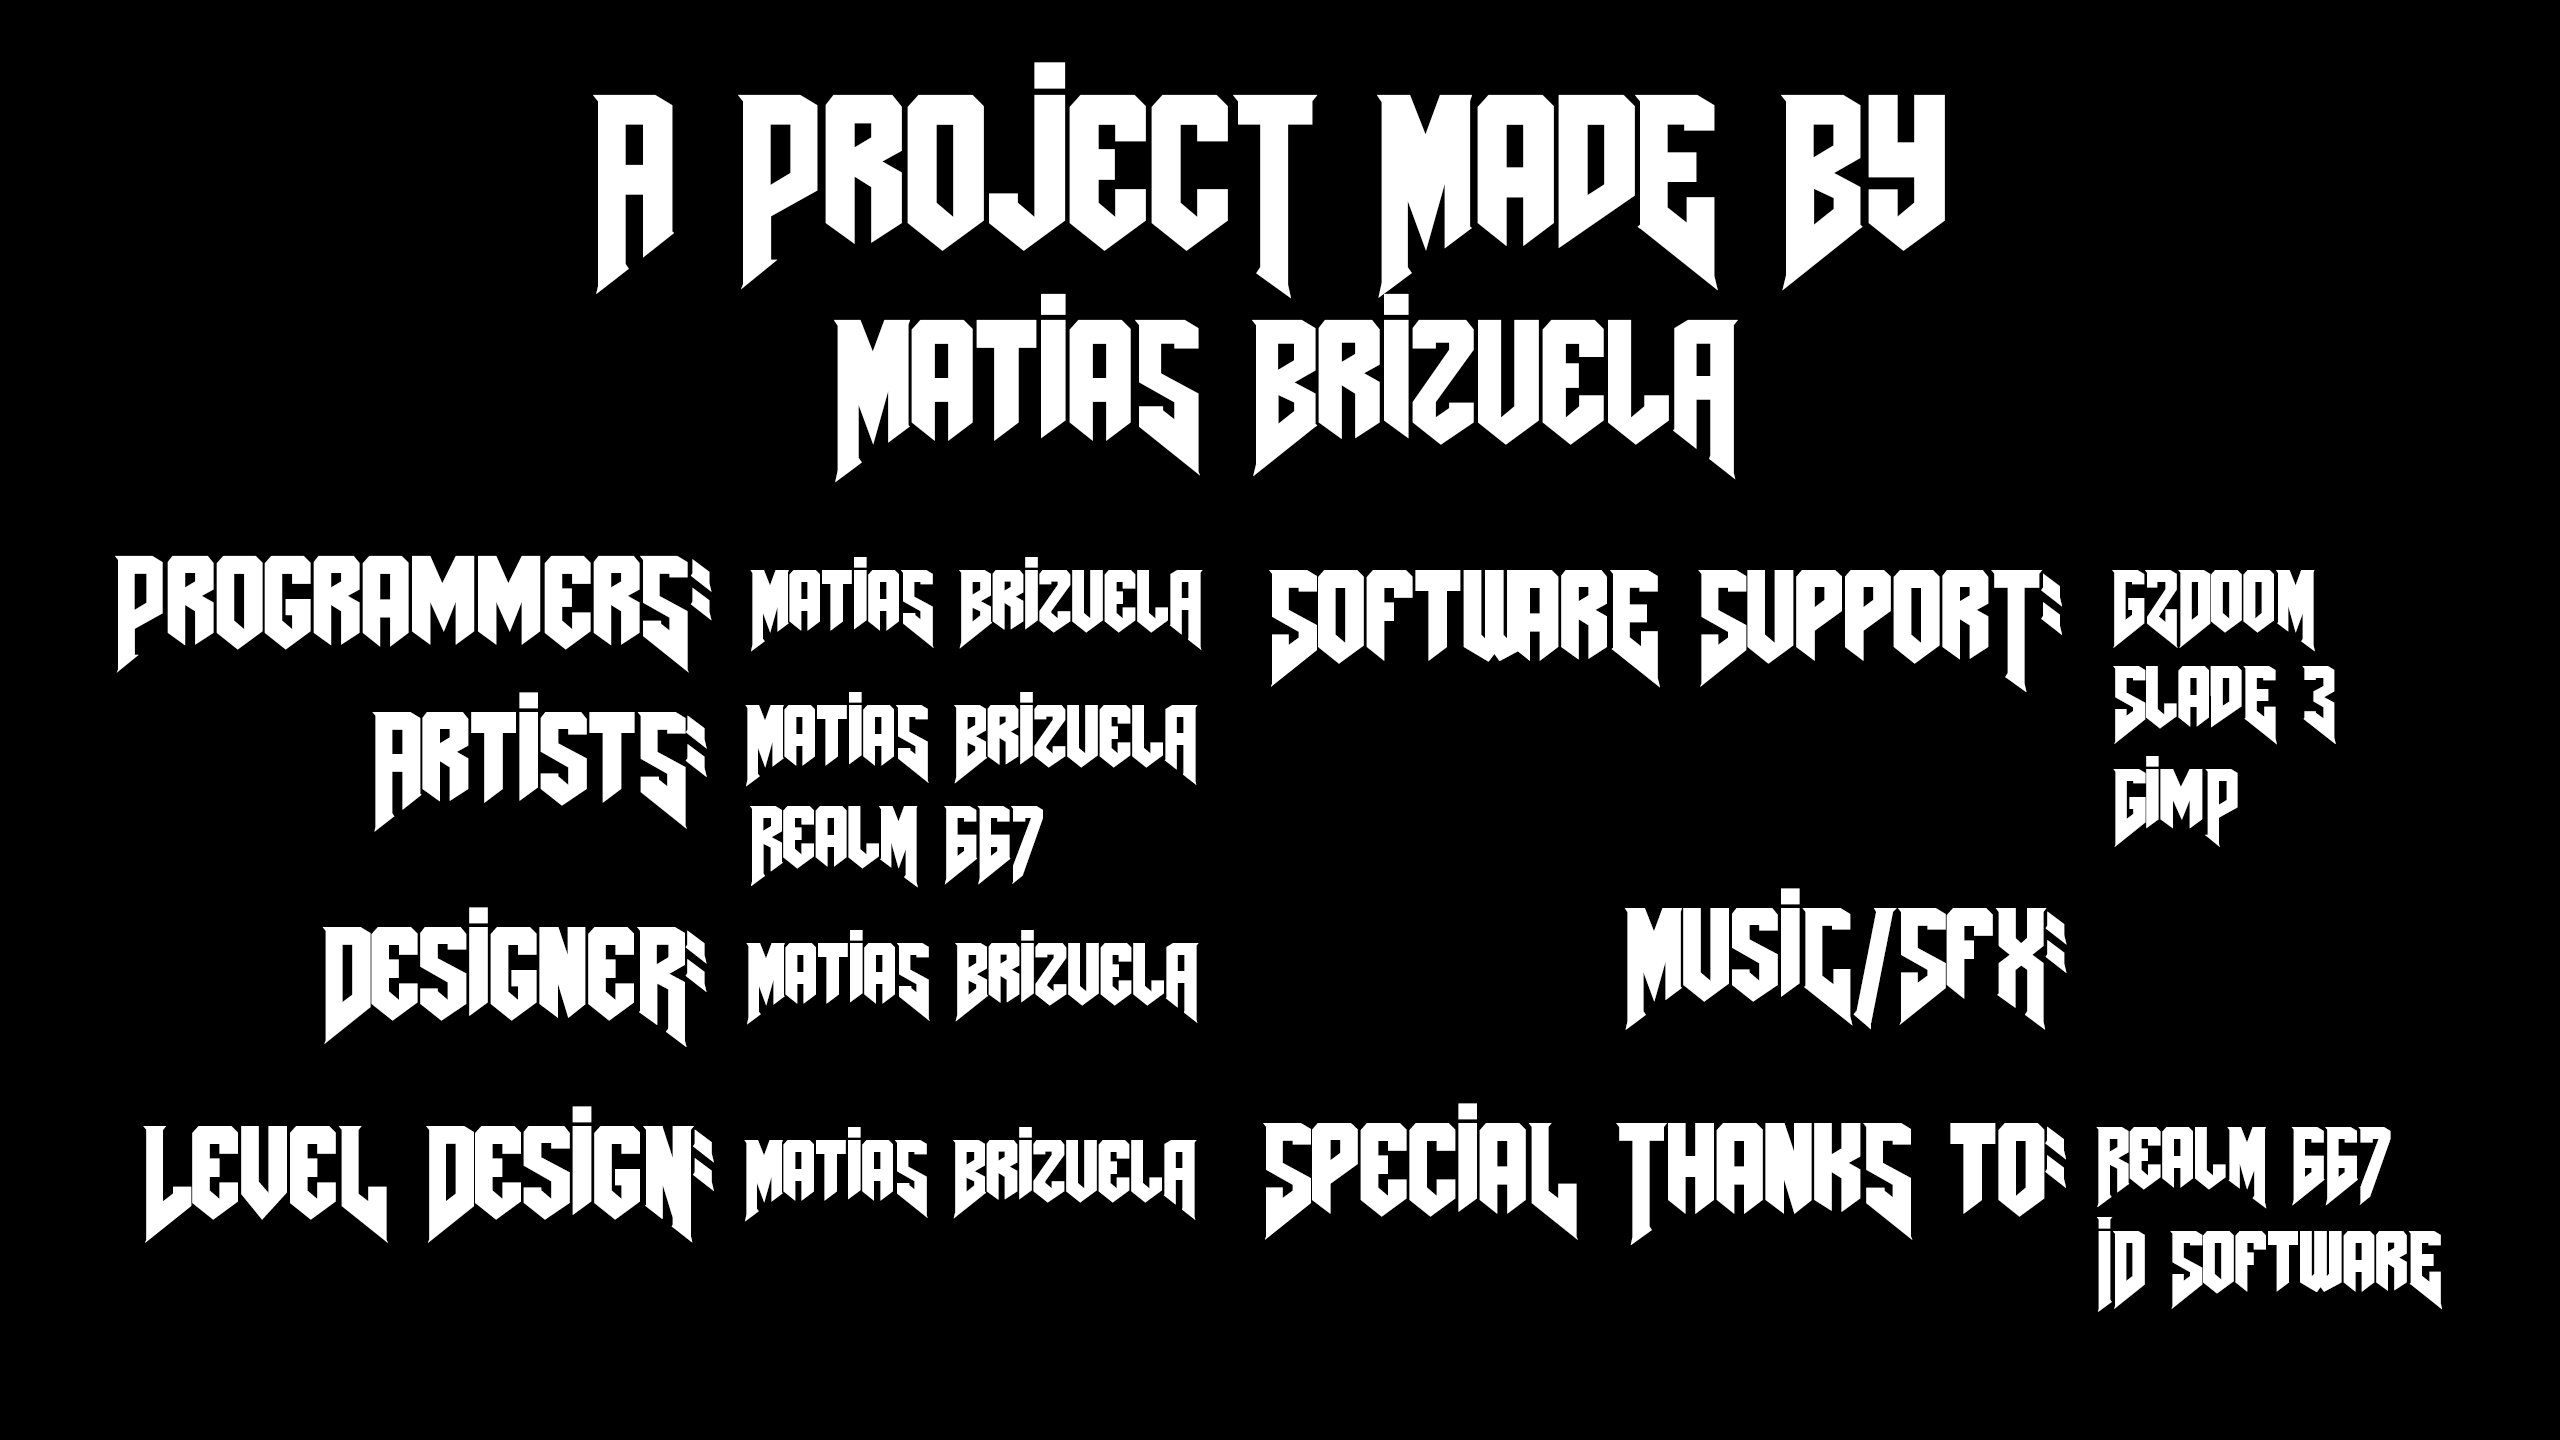 A PROJECT MADE BY
MATIAS BRIZUELA
PROGRAMMERS: MATIAS BRIZUELA
ARTISTS: MATIAS BRIZUELA
REALM 667
DESIGNER: MATIAS BRIZUELA
LEVEL DESIGN: MATIAS BRIZUELA
SOFTWARE SUPPORT: GZDOOM
SLADE 3
GIMP
MUSIC/SFX:
SPECIAL THANKS TO: REALM 667
ID SOFTWARE